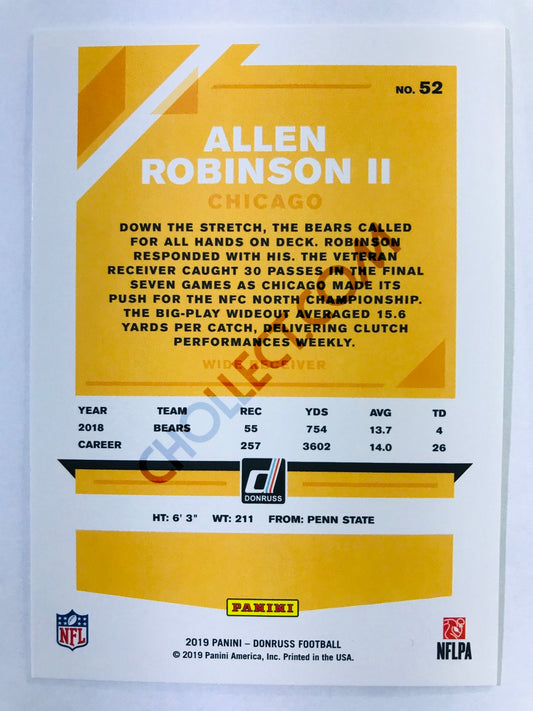 NO. 52
ALLEN
ROBINSON II
CHICAGO
DOWN THE STRETCH, THE BEARS CALLED
FOR ALL HANDS ON DECK. ROBINSON
RESPONDED WITH HIS. THE VETERAN
RECEIVER CAUGHT 30 PASSES IN THE FINAL
SEVEN GAMES AS CHICAGO MADE ITS
PUSH FOR THE NFC NORTH CHAMPIONSHIP.
THE BIG-PLAY WIDEOUT AVERAGED 15.6
YARDS PER CATCH, DELIVERING CLUTCH
PERFORMANCES WEEKLY.
WIDE RECEIVER
CHOLLECT.COM
YEAR TEAM REC YDS AVG TD
2018 BEARS 55 754 13.7 4
CAREER 257 3602 14.0 26
DONRUSS
HT: 6' 3" WT: 211 FROM: PENN STATE
PANINI
NFL
NFLPA
2019 PANINI – DONRUSS FOOTBALL
© 2019 Panini America, Inc. Printed in the USA.